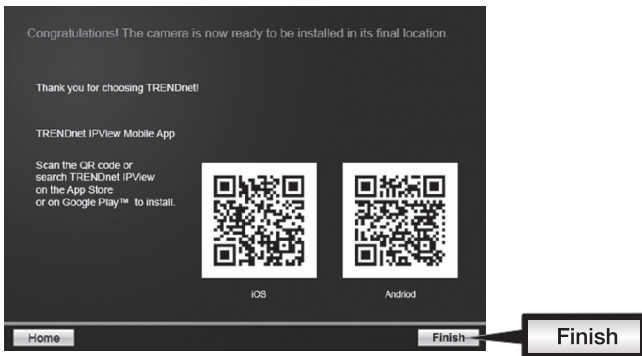 Congratulations! The camera is now ready to be installed in its final location.
Thank you for choosing TRENDnet!
TRENDnet IPView Mobile App
Scan the QR code or
search TRENDnet IPView
on the App Store
or on Google Play™ to install.
iOS
Andriod
Home
Finish
Finish